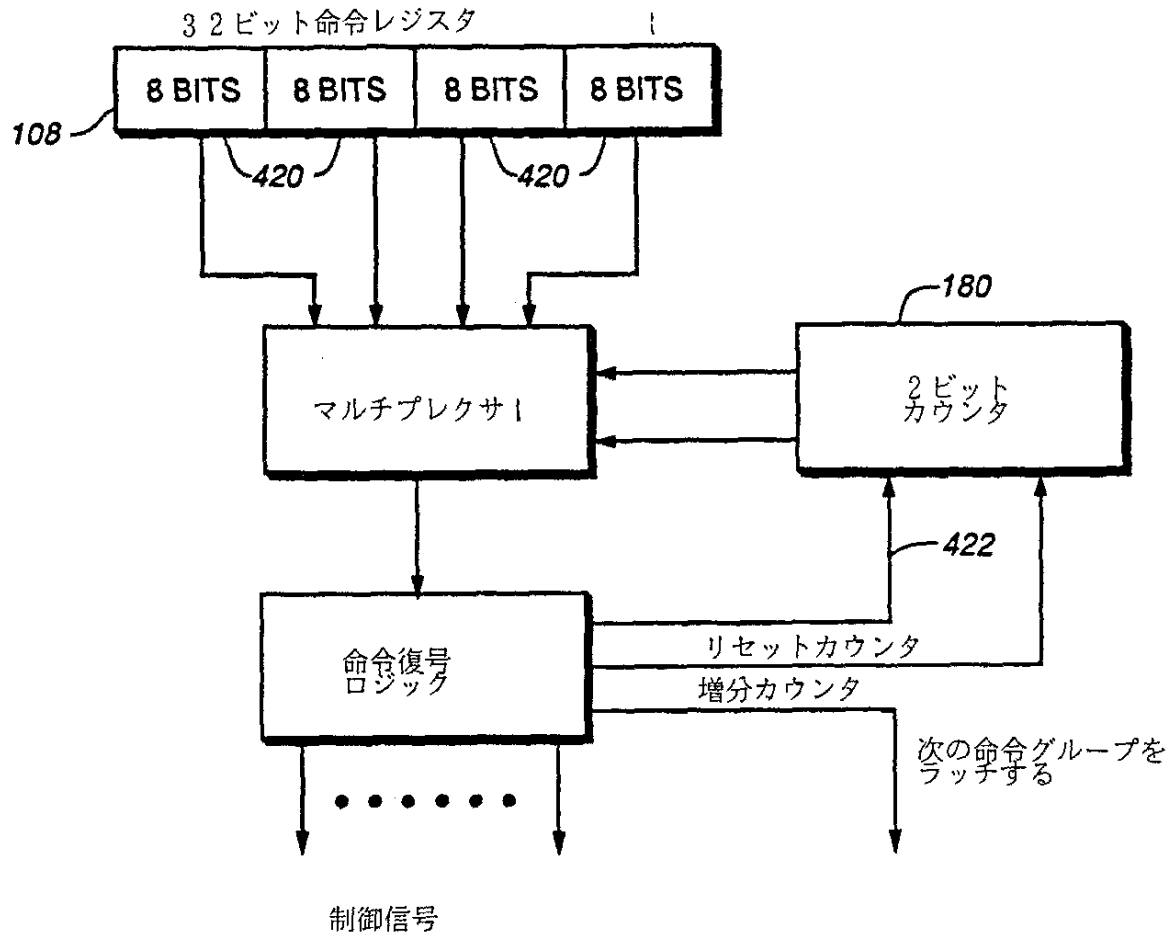 32ビット命令レジスタ 1
8 BITS 8 BITS 8 BITS 8 BITS
108
420 420
180
マルチプレクサ1
2ビット
カウンタ
422
命令復号
ロジック
リセットカウンタ
増分カウンタ
次の命令グループを
ラッチする
制御信号